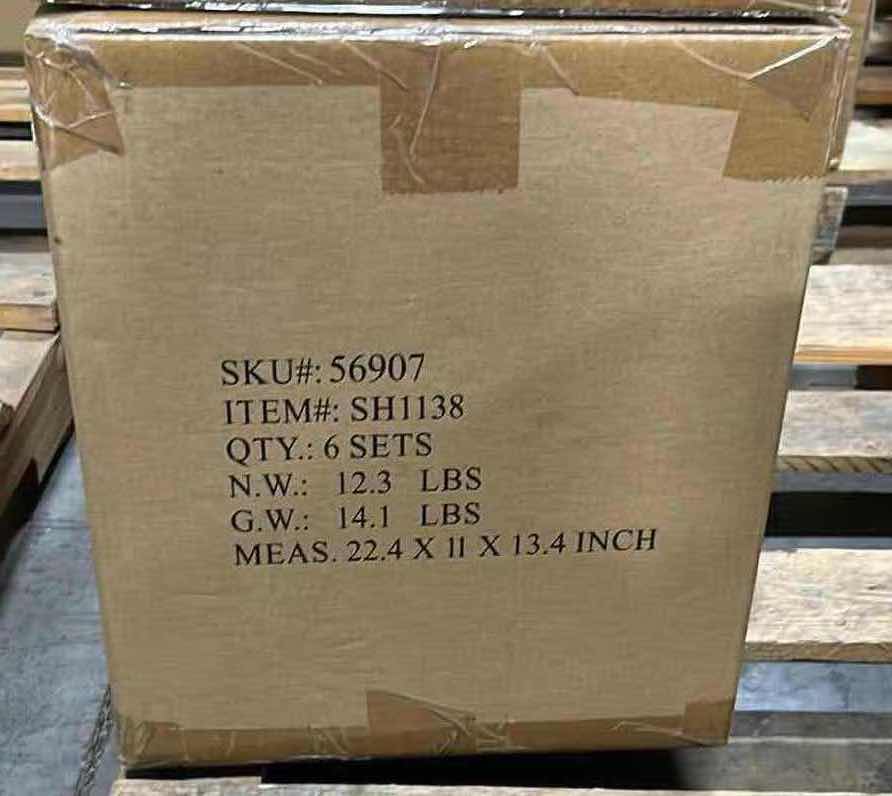 SKU#: 56907
ITEM#: SH1138
QTY.: 6 SETS
N.W.: 12.3 LBS
G.W.: 14.1 LBS
MEAS. 22.4 X 11 X 13.4 INCH